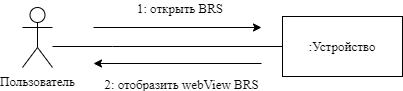 1: открыть BRS
:Устройство
Пользователь
2: отобразить webView BRS